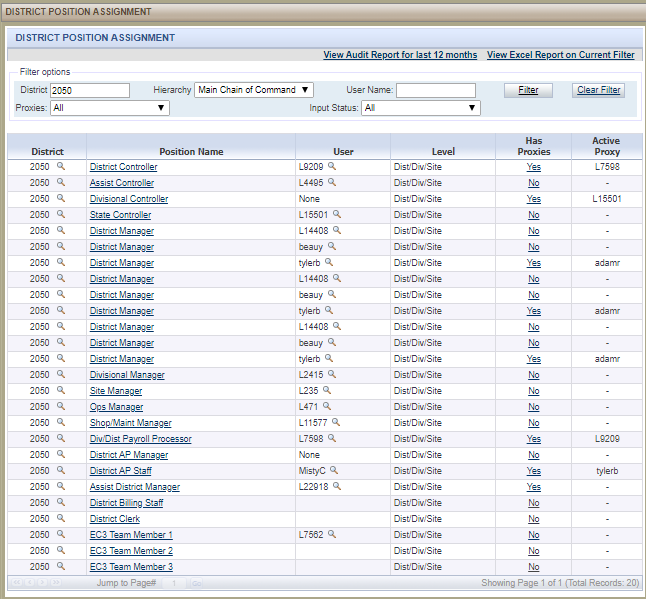 DISTRICT POSITION ASSIGNMENT
DISTRICT POSITION ASSIGNMENT
View Audit Report for last 12 months View Excel Report on Current Filter
Filter options
District 2050 Hierarchy Main Chain of Command User Name: Filter Clear Filter
Proxies: All Input Status: All
District Position Name User Level Has Proxies Active Proxy
2050 District Controller L9209 Dist/Div/Site Yes L7598
2050 Assist Controller L4495 Dist/Div/Site No -
2050 Divisional Controller None Dist/Div/Site Yes L15501
2050 State Controller L15501 Dist/Div/Site No -
2050 District Manager L14408 Dist/Div/Site No -
2050 District Manager beauy Dist/Div/Site No -
2050 District Manager tylerb Dist/Div/Site Yes adamr
2050 District Manager L14408 Dist/Div/Site No -
2050 District Manager beauy Dist/Div/Site No -
2050 District Manager tylerb Dist/Div/Site Yes adamr
2050 District Manager L14408 Dist/Div/Site No -
2050 District Manager beauy Dist/Div/Site No -
2050 District Manager tylerb Dist/Div/Site Yes adamr
2050 Divisional Manager L2415 Dist/Div/Site No -
2050 Site Manager L235 Dist/Div/Site No -
2050 Ops Manager L471 Dist/Div/Site No -
2050 Shop/Maint Manager L11577 Dist/Div/Site No -
2050 Div/Dist Payroll Processor L7598 Dist/Div/Site Yes L9209
2050 District AP Manager None Dist/Div/Site No -
2050 District AP Staff MistyC Dist/Div/Site Yes tylerb
2050 Assist District Manager L22918 Dist/Div/Site Yes -
2050 District Billing Staff Dist/Div/Site No -
2050 District Clerk Dist/Div/Site No -
2050 EC3 Team Member 1 L7562 Dist/Div/Site No -
2050 EC3 Team Member 2 Dist/Div/Site No -
2050 EC3 Team Member 3 Dist/Div/Site No -
Jump to Page# 1 Go Showing Page 1 of 1 (Total Records: 20)